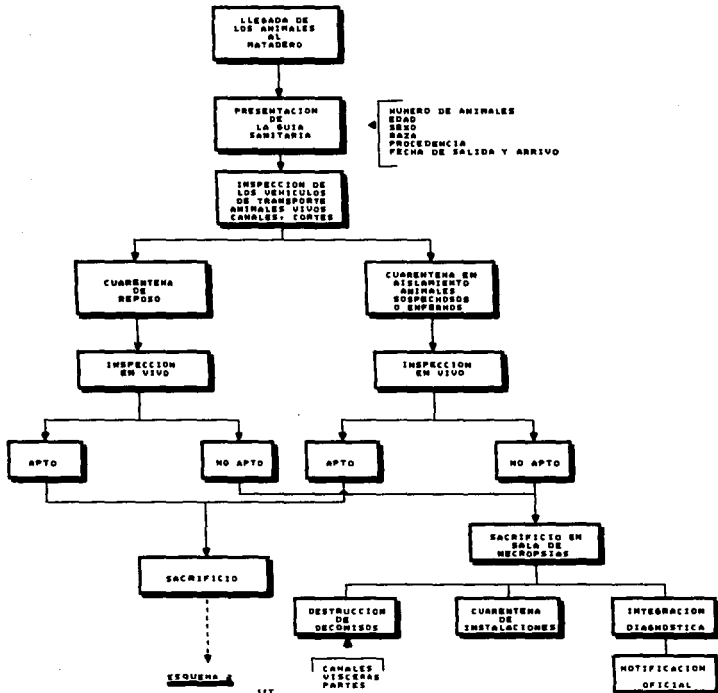 LLEGADA DE
LOS ANIMALES
AL
MATADERO
PRESENTACION
DE
LA GUIA
SANITARIA
NUMERO DE ANIMALES
EDAD
SEXO
RAZA
PROCEDENCIA
FECHA DE SALIDA Y ARRIVO
INSPECCION DE
LOS VEHICULOS
DE TRANSPORTE
ANIMALES VIVOS
CANALES, CORTES
CUARENTENA
DE
REPOSO
CUARENTENA EN
AISLAMIENTO
ANIMALES
SOSPECHOSOS
O ENFERMOS
INSPECCION
EN VIVO
INSPECCION
EN VIVO
APTO
NO APTO
APTO
NO APTO
SACRIFICIO
SACRIFICIO EN
SALA DE
NECROPSIAS
DESTRUCCION
DE
DECOMISOS
CUARENTENA
DE
INSTALACIONES
INTEGRACION
DIAGNOSTICA
CANALES
VISCERAS
PARTES
NOTIFICACION
OFICIAL
ESQUEMA 2